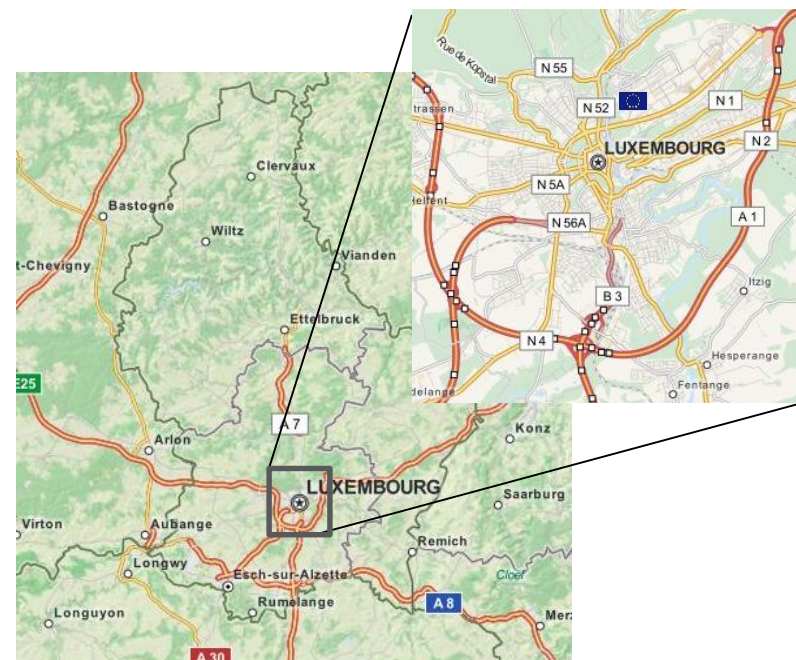 Rue de Kopstal
N 55
N 52
N 1
trassen
N 2
LUXEMBOURG
N 5A
Helfent
A 1
N 56A
Itzig
B 3
N 4
Hesperange
Fentange
delange
Clervaux
Bastogne
Wiltz
t-Chevigny
Vianden
Ettelbruck
E25
A 7
Arlon
Konz
LUXEMBOURG
Saarburg
Virton
Aubange
Remich
Longwy
Esch-sur-Alzette
Cloef
Rumelange
A 8
Longuyon
Merz
A 30